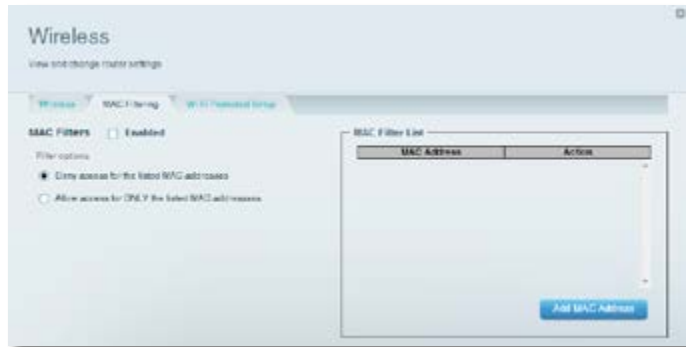 Wireless
View and change router settings
Wireless
MAC Filtering
Wi-Fi Protected Setup
MAC Filters
Enabled
Filter options
Deny access for the listed MAC addresses
Allow access for ONLY the listed MAC addresses
MAC Filter List
MAC Address
Action
Add MAC Address